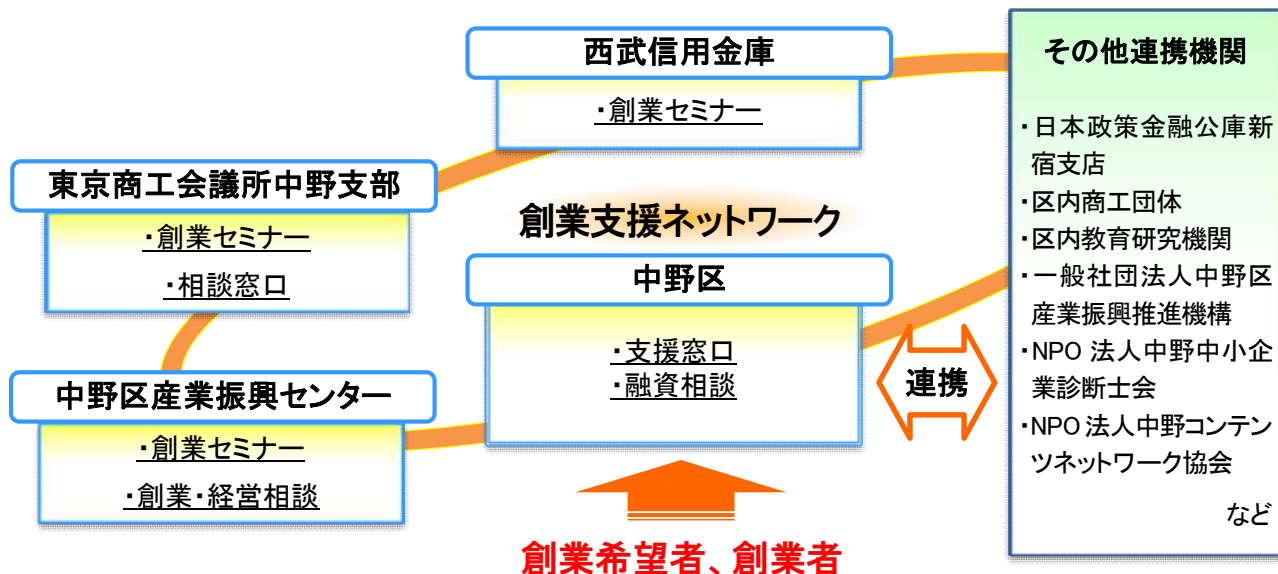 西武信用金庫
・創業セミナー
東京商工会議所中野支部
・創業セミナー
・相談窓口
創業支援ネットワーク
中野区
・支援窓口
・融資相談
中野区産業振興センター
・創業セミナー
・創業・経営相談
連携
創業希望者、創業者
その他連携機関
・日本政策金融公庫新
宿支店
・区内商工団体
・区内教育研究機関
・一般社団法人中野区
産業振興推進機構
・NPO 法人中野中小企
業診断士会
・NPO 法人中野コンテン
ツネットワーク協会
など